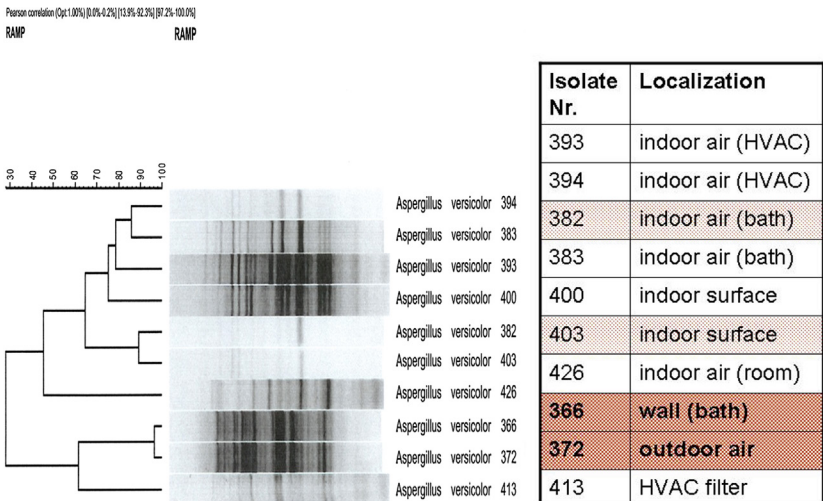 Pearson correlation (Opt:1.00%) [0.0%-0.2%] [13.9%-92.3%] [97.2%-100.0%]
RAMP RAMP
30 40 50 60 70 80 90 100
Aspergillus versicolor 394
Aspergillus versicolor 383
Aspergillus versicolor 393
Aspergillus versicolor 400
Aspergillus versicolor 382
Aspergillus versicolor 403
Aspergillus versicolor 426
Aspergillus versicolor 366
Aspergillus versicolor 372
Aspergillus versicolor 413
Isolate Nr. Localization
393 indoor air (HVAC)
394 indoor air (HVAC)
382 indoor air (bath)
383 indoor air (bath)
400 indoor surface
403 indoor surface
426 indoor air (room)
366 wall (bath)
372 outdoor air
413 HVAC filter